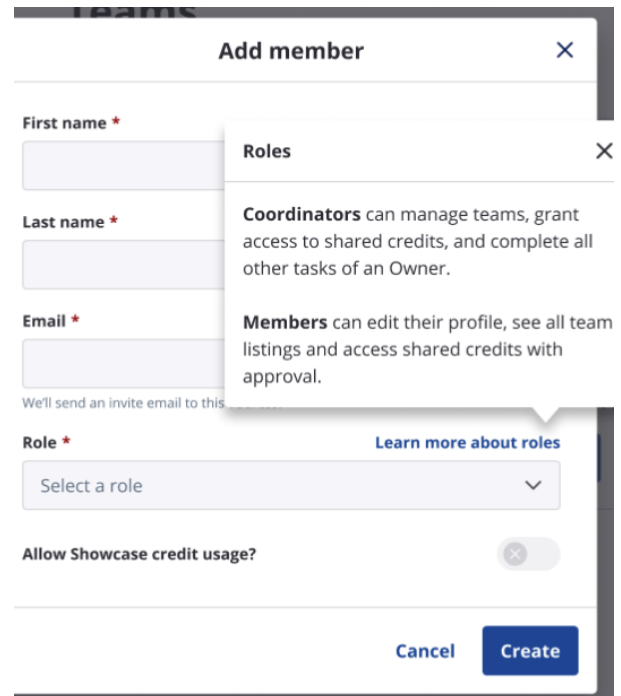 Teams
Add member
First name *
Roles
Coordinators can manage teams, grant
access to shared credits, and complete all
other tasks of an Owner.
Members can edit their profile, see all team
listings and access shared credits with
approval.
Last name *
Email *
We'll send an invite email to this
Role *
Learn more about roles
Select a role
Allow Showcase credit usage?
Cancel
Create